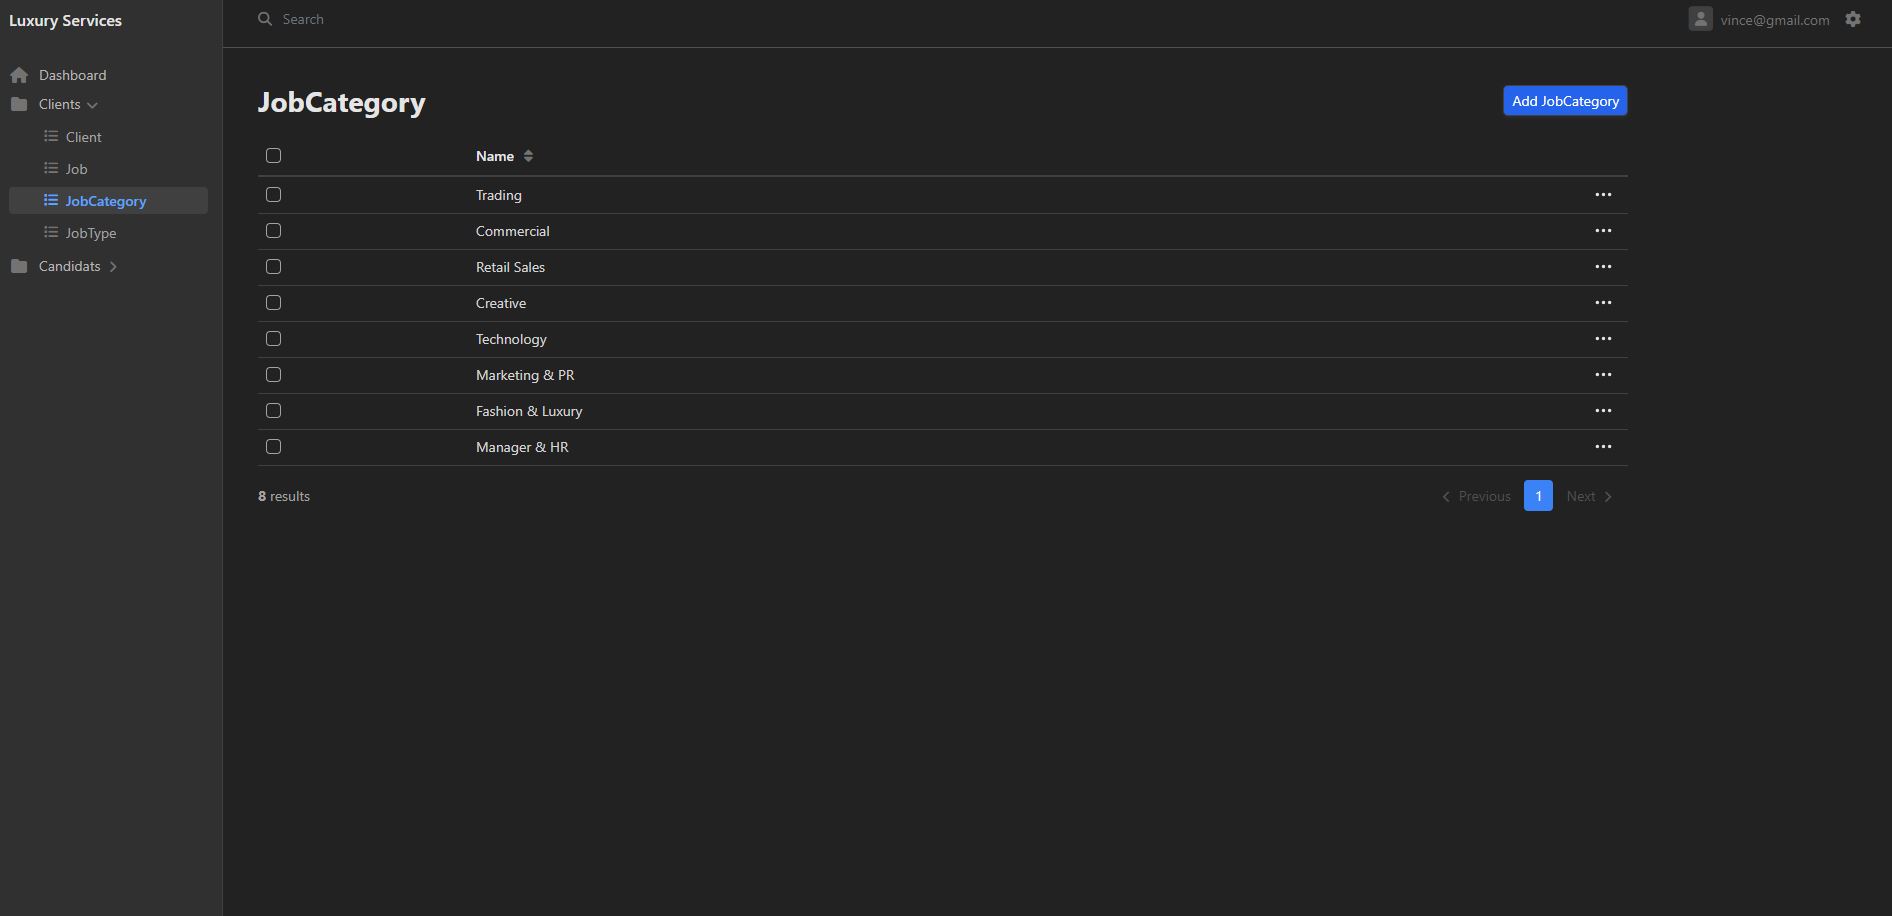 Luxury Services
Search
vince@gmail.com
Dashboard
Clients
Client
Job
JobCategory
JobType
Candidats
JobCategory
Add JobCategory
Name
Trading
Commercial
Retail Sales
Creative
Technology
Marketing & PR
Fashion & Luxury
Manager & HR
8 results
Previous 1 Next